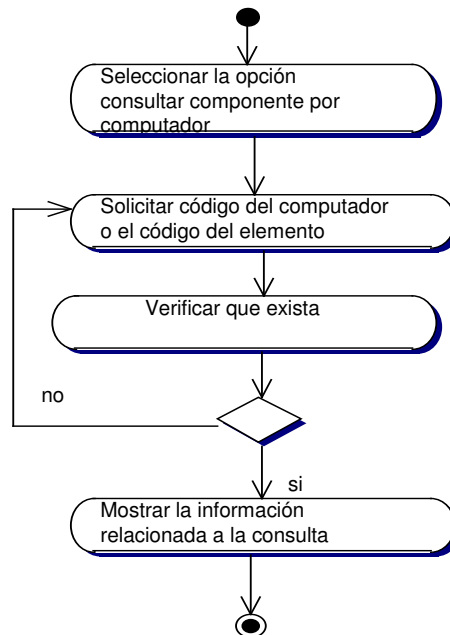 Seleccionar la opción
consultar componente por
computador
Solicitar código del computador
o el código del elemento
Verificar que exista
no
si
Mostrar la información
relacionada a la consulta